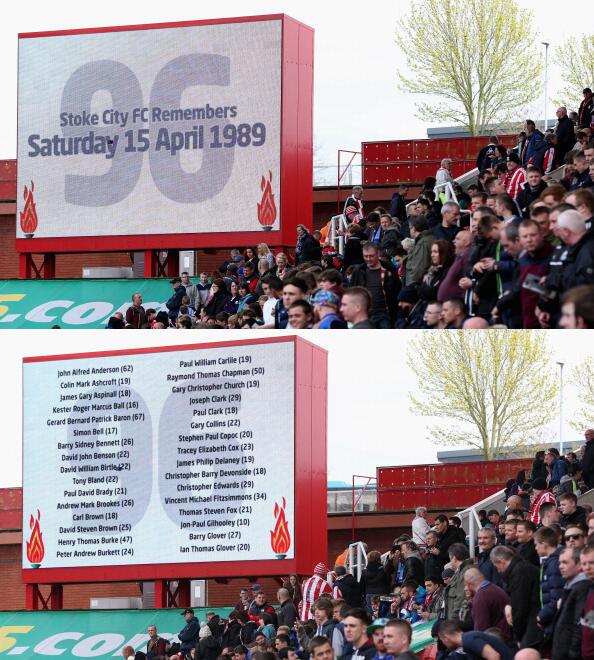 96
Stoke City FC Remembers
Saturday 15 April 1989
5.com
John Alfred Anderson (62)
Colin Mark Ashcroft (19)
James Gary Aspinall (18)
Kester Roger Marcus Ball (16)
Gerard Bernard Patrick Baron (67)
Simon Bell (17)
Barry Sidney Bennett (26)
David John Benson (22)
David William Birtle (22)
Tony Bland (22)
Paul David Brady (21)
Andrew Mark Brookes (26)
Carl Brown (18)
David Steven Brown (25)
Henry Thomas Burke (47)
Peter Andrew Burkett (24)
Paul William Carlile (19)
Raymond Thomas Chapman (50)
Gary Christopher Church (19)
Joseph Clark (29)
Paul Clark (18)
Gary Collins (22)
Stephen Paul Copoc (20)
Tracey Elizabeth Cox (23)
James Philip Delaney (19)
Christopher Barry Devonside (18)
Christopher Edwards (29)
Vincent Michael Fitzsimmons (34)
Thomas Steven Fox (21)
Jon-Paul Gilhooley (10)
Barry Glover (27)
Ian Thomas Glover (20)
96
5.com